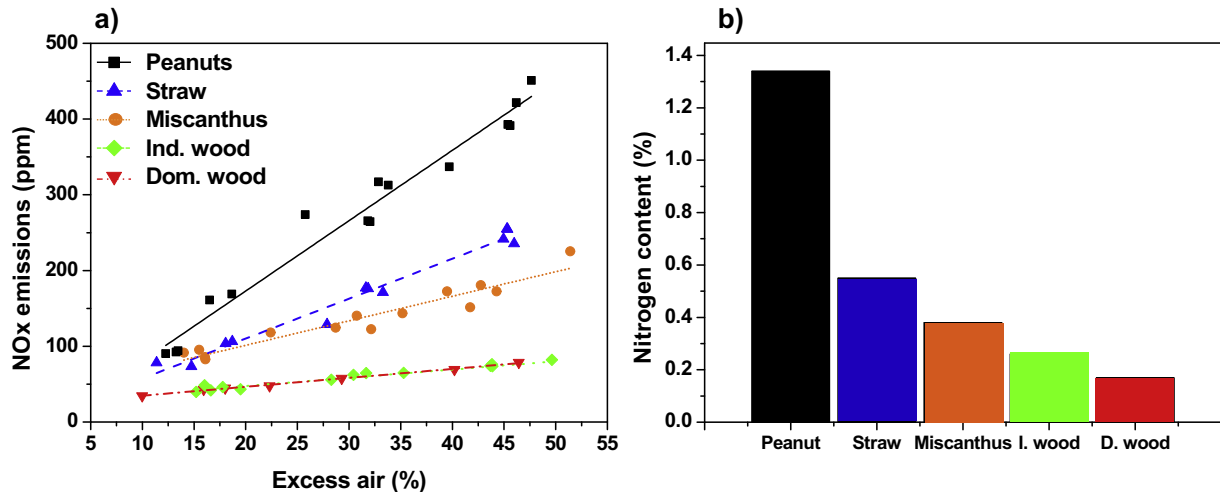 a)
500
400
300
200
100
0
NOx emissions (ppm)
Peanuts
Straw
Miscanthus
Ind. wood
Dom. wood
5 10 15 20 25 30 35 40 45 50 55
Excess air (%)
b)
1.4
1.2
1.0
0.8
0.6
0.4
0.2
0.0
Nitrogen content (%)
Peanut Straw Miscanthus I. wood D. wood